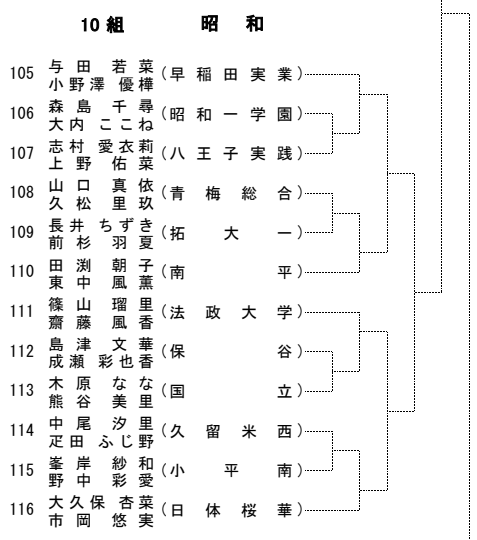 10 組 昭 和
与 田 若 菜
105 (早 稲 田 実 業)
小野澤 優樺
森 島 千 尋
106 (昭 和 一 学 園)
大内 ここね
志村 愛衣莉
107 (八 王 子 実 践)
上 野 佑 菜
山 口 真 依
108 (青 梅 総 合)
久 松 里 玖
長井 ちずき
109 (拓 大 一)
前 杉 羽 夏
田 渕 朝 子
110 (南 平)
東 中 風 薫
篠 山 瑠 里
111 (法 政 大 学)
齋 藤 風 香
島 津 文 華
112 (保 谷)
成瀬 彩也香
木 原 な な
113 (国 立)
熊 谷 美 里
中 尾 汐 里
114 (久 留 米 西)
疋田 ふじ野
峯 岸 紗 和
115 (小 平 南)
野 中 彩 愛
大久保 杏菜
116 (日 体 桜 華)
市 岡 悠 実